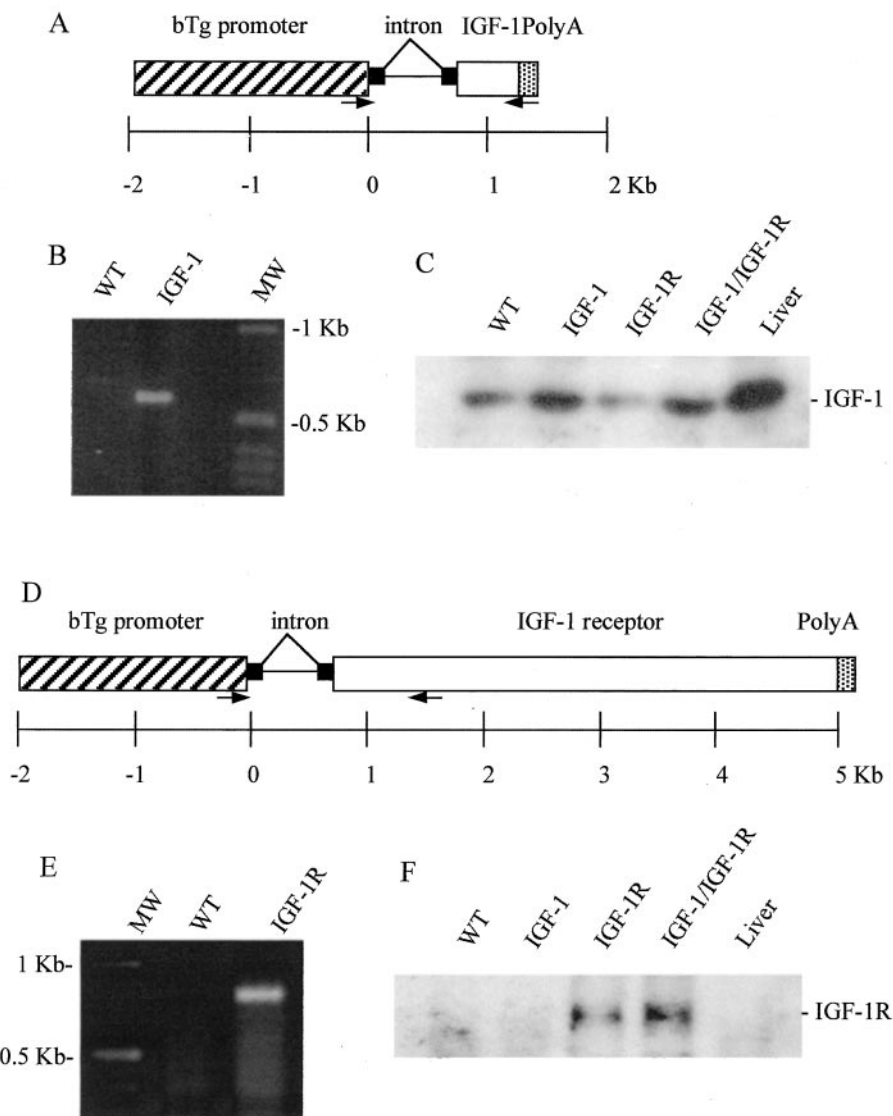 A
bTg promoter intron IGF-1PolyA
-2 -1 0 1 2 Kb
B
WT IGF-1 MW
-1 Kb
-0.5 Kb
C
WT IGF-1 IGF-1R IGF-1/IGF-1R Liver
- IGF-1
D
bTg promoter intron IGF-1 receptor PolyA
-2 -1 0 1 2 3 4 5 Kb
E
MW WT IGF-1R
1 Kb-
0.5 Kb-
F
WT IGF-1 IGF-1R IGF-1/IGF-1R Liver
- IGF-1R